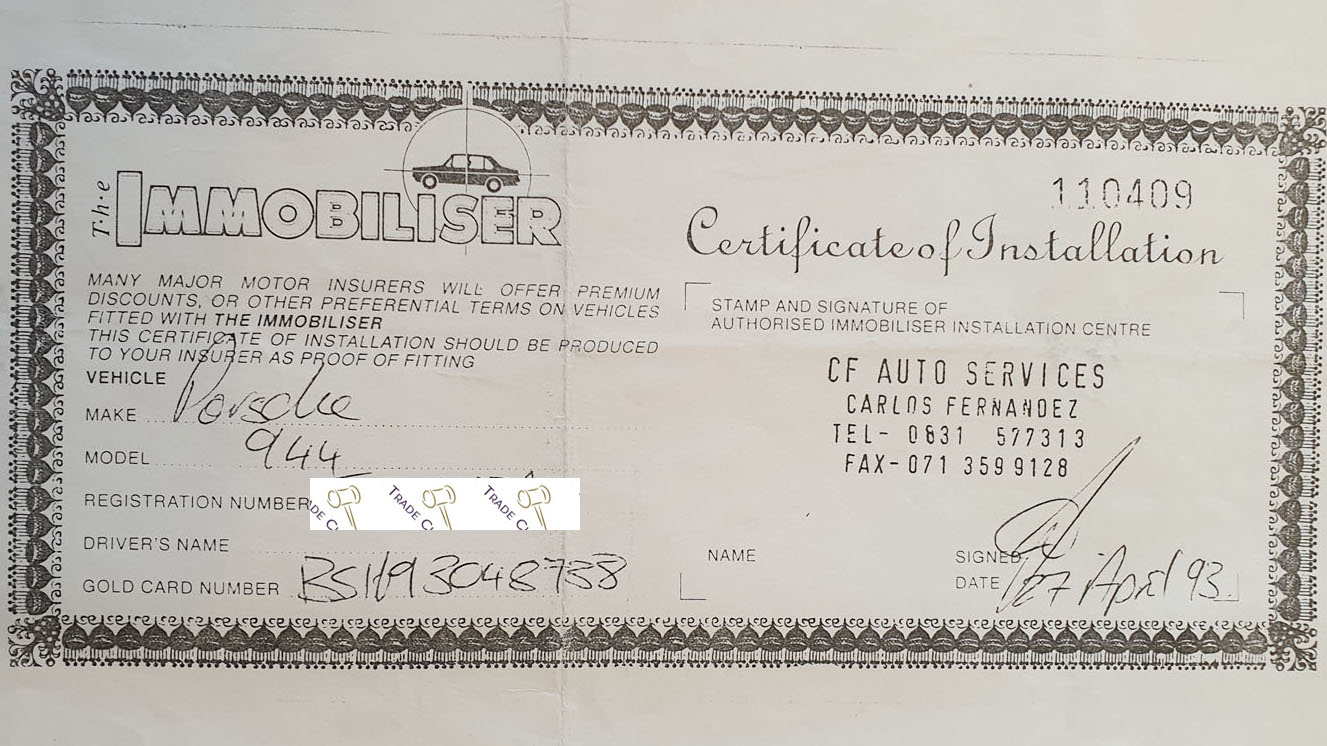 The IMMOBILISER
MANY MAJOR MOTOR INSURERS WILL OFFER PREMIUM
DISCOUNTS, OR OTHER PREFERENTIAL TERMS ON VEHICLES
FITTED WITH THE IMMOBILISER
THIS CERTIFICATE OF INSTALLATION SHOULD BE PRODUCED
TO YOUR INSURER AS PROOF OF FITTING
VEHICLE
MAKE Porsche
MODEL 944
REGISTRATION NUMBER
DE C TRADE C TRADE C
DRIVER'S NAME
GOLD CARD NUMBER
110409
Certificate of Installation
STAMP AND SIGNATURE OF
AUTHORISED IMMOBILISER INSTALLATION CENTRE
CF AUTO SERVICES
CARLOS FERNANDEZ
TEL- 0831 577313
FAX-071 359 9128
NAME
SIGNED
DATE 27 April 93